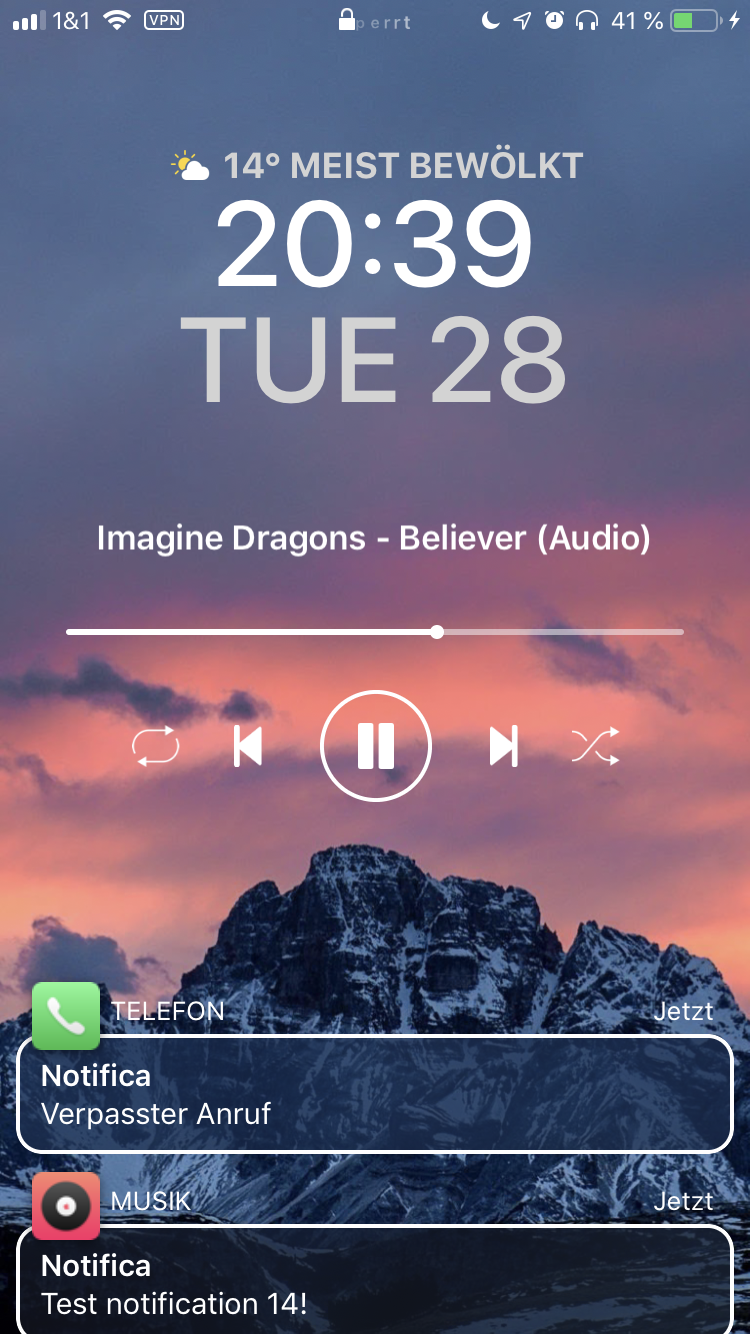 1&1 VPN perrt 41 %
14° MEIST BEWÖLKT
20:39
TUE 28
Imagine Dragons - Believer (Audio)
TELEFON Jetzt
Notifica
Verpasster Anruf
MUSIK Jetzt
Notifica
Test notification 14!